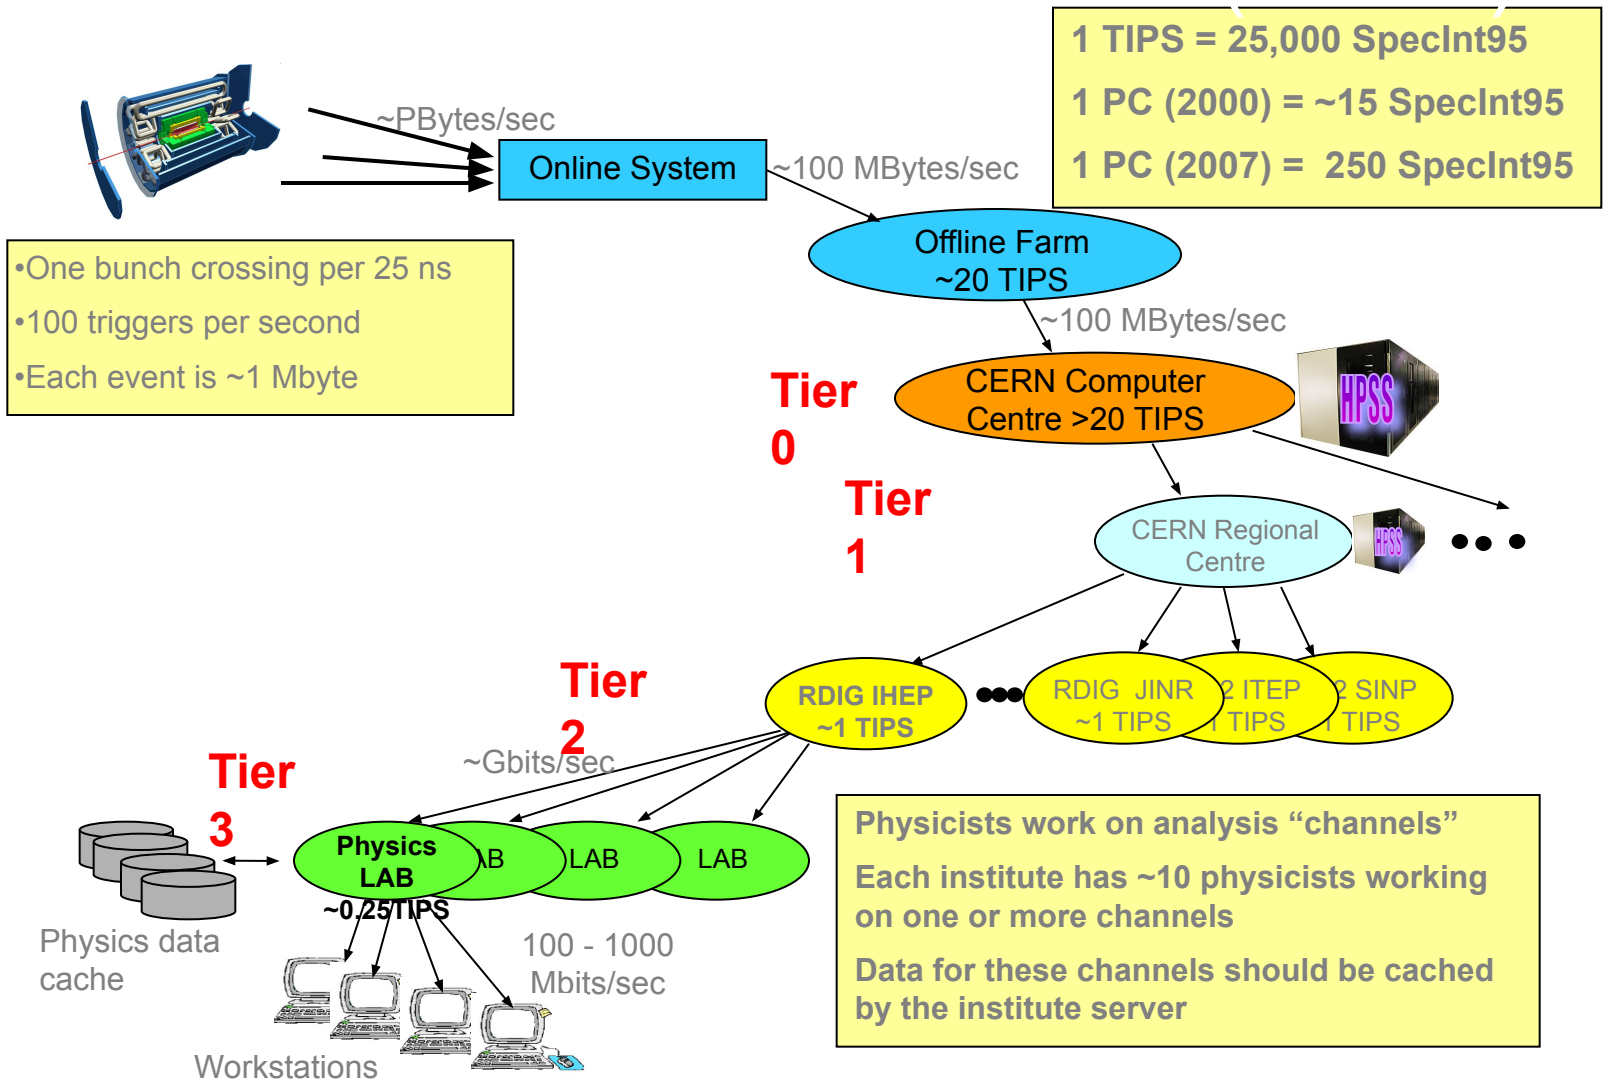 1 TIPS = 25,000 SpecInt95
1 PC (2000) = ~15 SpecInt95
1 PC (2007) =  250 SpecInt95
~PBytes/sec
Online System
~100 MBytes/sec
Offline Farm
~20 TIPS
•One bunch crossing per 25 ns
•100 triggers per second
•Each event is ~1 Mbyte
~100 MBytes/sec
Tier
0
CERN Computer
Centre >20 TIPS
HPSS
Tier
1
CERN Regional
Centre
HPSS
Tier
2
RDIG IHEP
~1 TIPS
RDIG  JINR
~1 TIPS
2 ITEP
TIPS
2 SINP
TIPS
~Gbits/sec
Tier
3
Physics
LAB
~0.25TIPS
AB
LAB
LAB
Physics data
cache
100 - 1000
Mbits/sec
Workstations
Physicists work on analysis “channels”
Each institute has ~10 physicists working
on one or more channels
Data for these channels should be cached
by the institute server